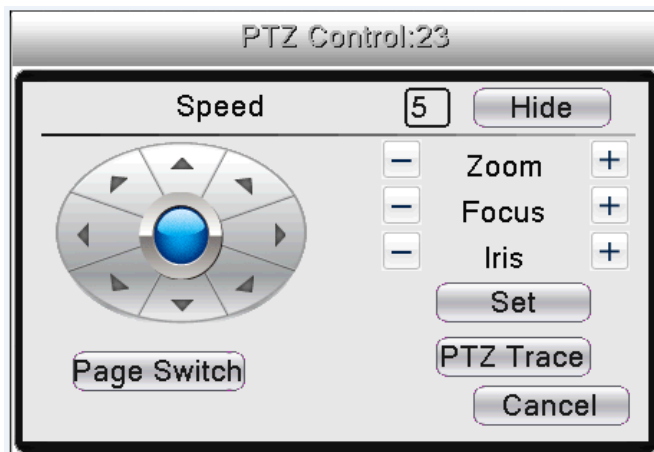 PTZ Control:23
Speed 5 Hide
− Zoom +
− Focus +
− Iris +
Set
PTZ Trace
Page Switch
Cancel